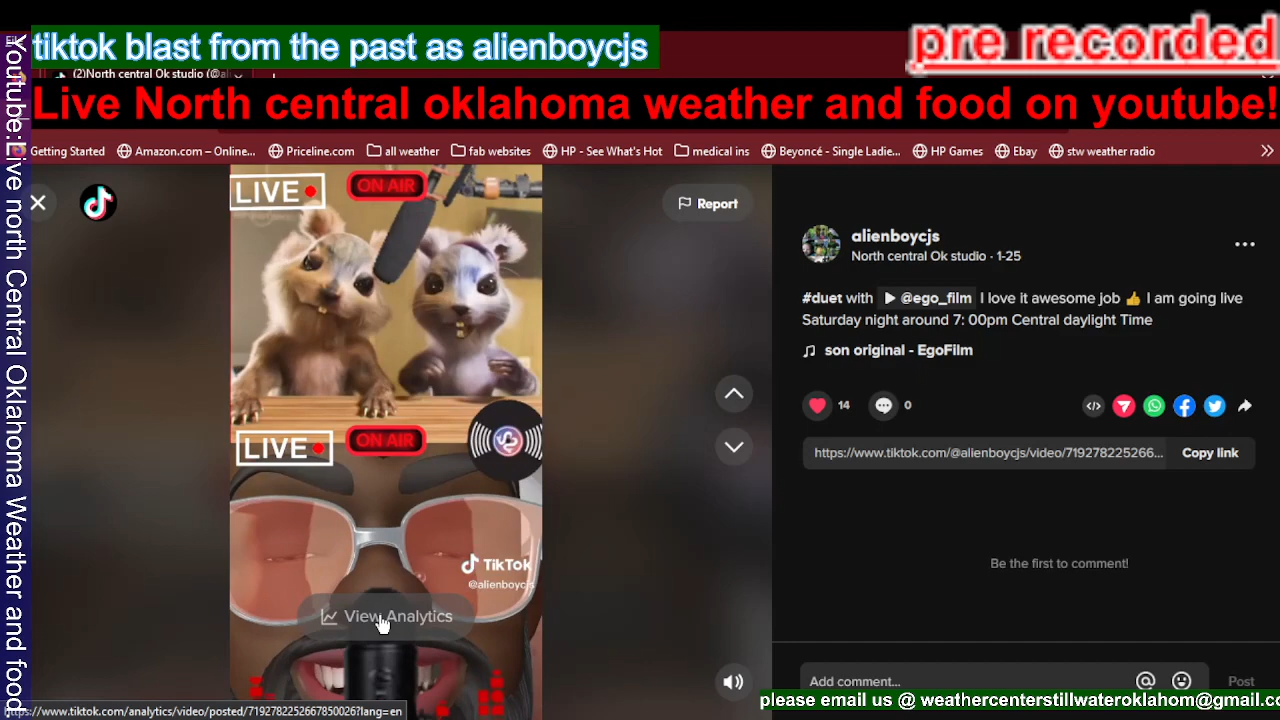 tiktok blast from the past as alienboycjs
pre recorded
(2)North central Ok studio (@a
Live North central oklahoma weather and food on youtube!
Youtube:Live north Central Oklahoma Weather and food
Getting Started
Amazon.com – Online...
Priceline.com
all weather
fab websites
HP - See What's Hot
medical ins
Beyoncé - Single Ladie...
HP Games
Ebay
stw weather radio
LIVE
ON AIR
Report
alienboycjs
North central Ok studio · 1-25
#duet with @ego_film I love it awesome job 👍 I am going live
Saturday night around 7: 00pm Central daylight Time
son original - EgoFilm
14
0
https://www.tiktok.com/@alienboycjs/video/719278225266...
Copy link
LIVE
ON AIR
TikTok
@alienboycjs
View Analytics
Be the first to comment!
Add comment...
Post
please email us @ weathercenterstillwateroklahom@gmail.co
https://www.tiktok.com/analytics/video/posted/7192782252667850026?lang=en